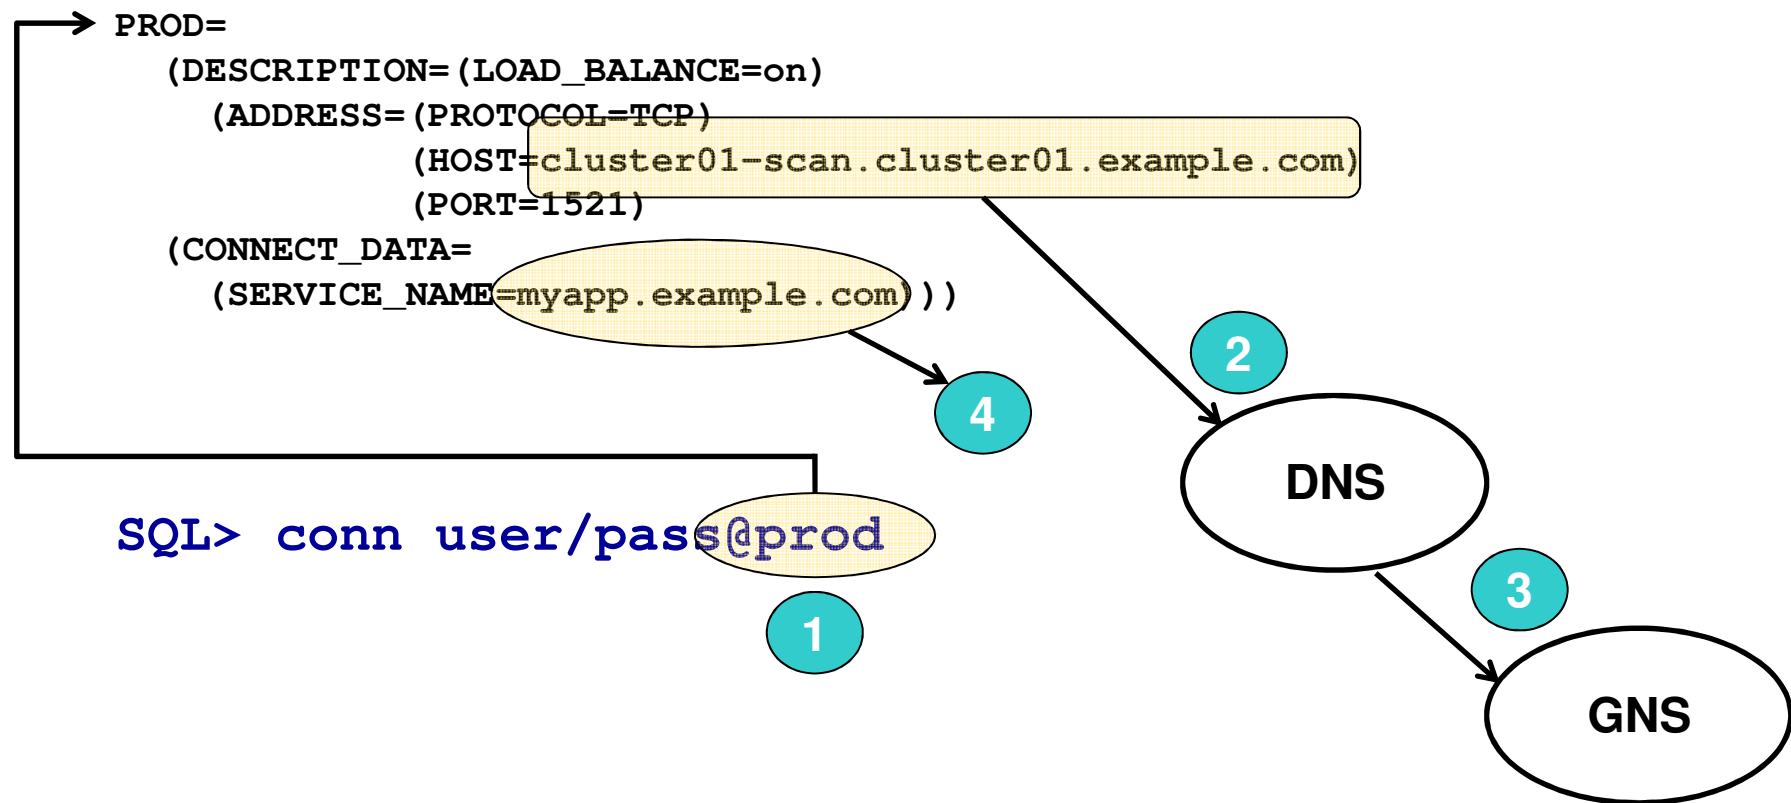 PROD=
(DESCRIPTION=(LOAD_BALANCE=on)
(ADDRESS=(PROTOCOL=TCP)
(HOST=cluster01-scan.cluster01.example.com)
(PORT=1521)
(CONNECT_DATA=
(SERVICE_NAME=myapp.example.com)))
2
4
DNS
SQL> conn user/pass@prod
3
1
GNS